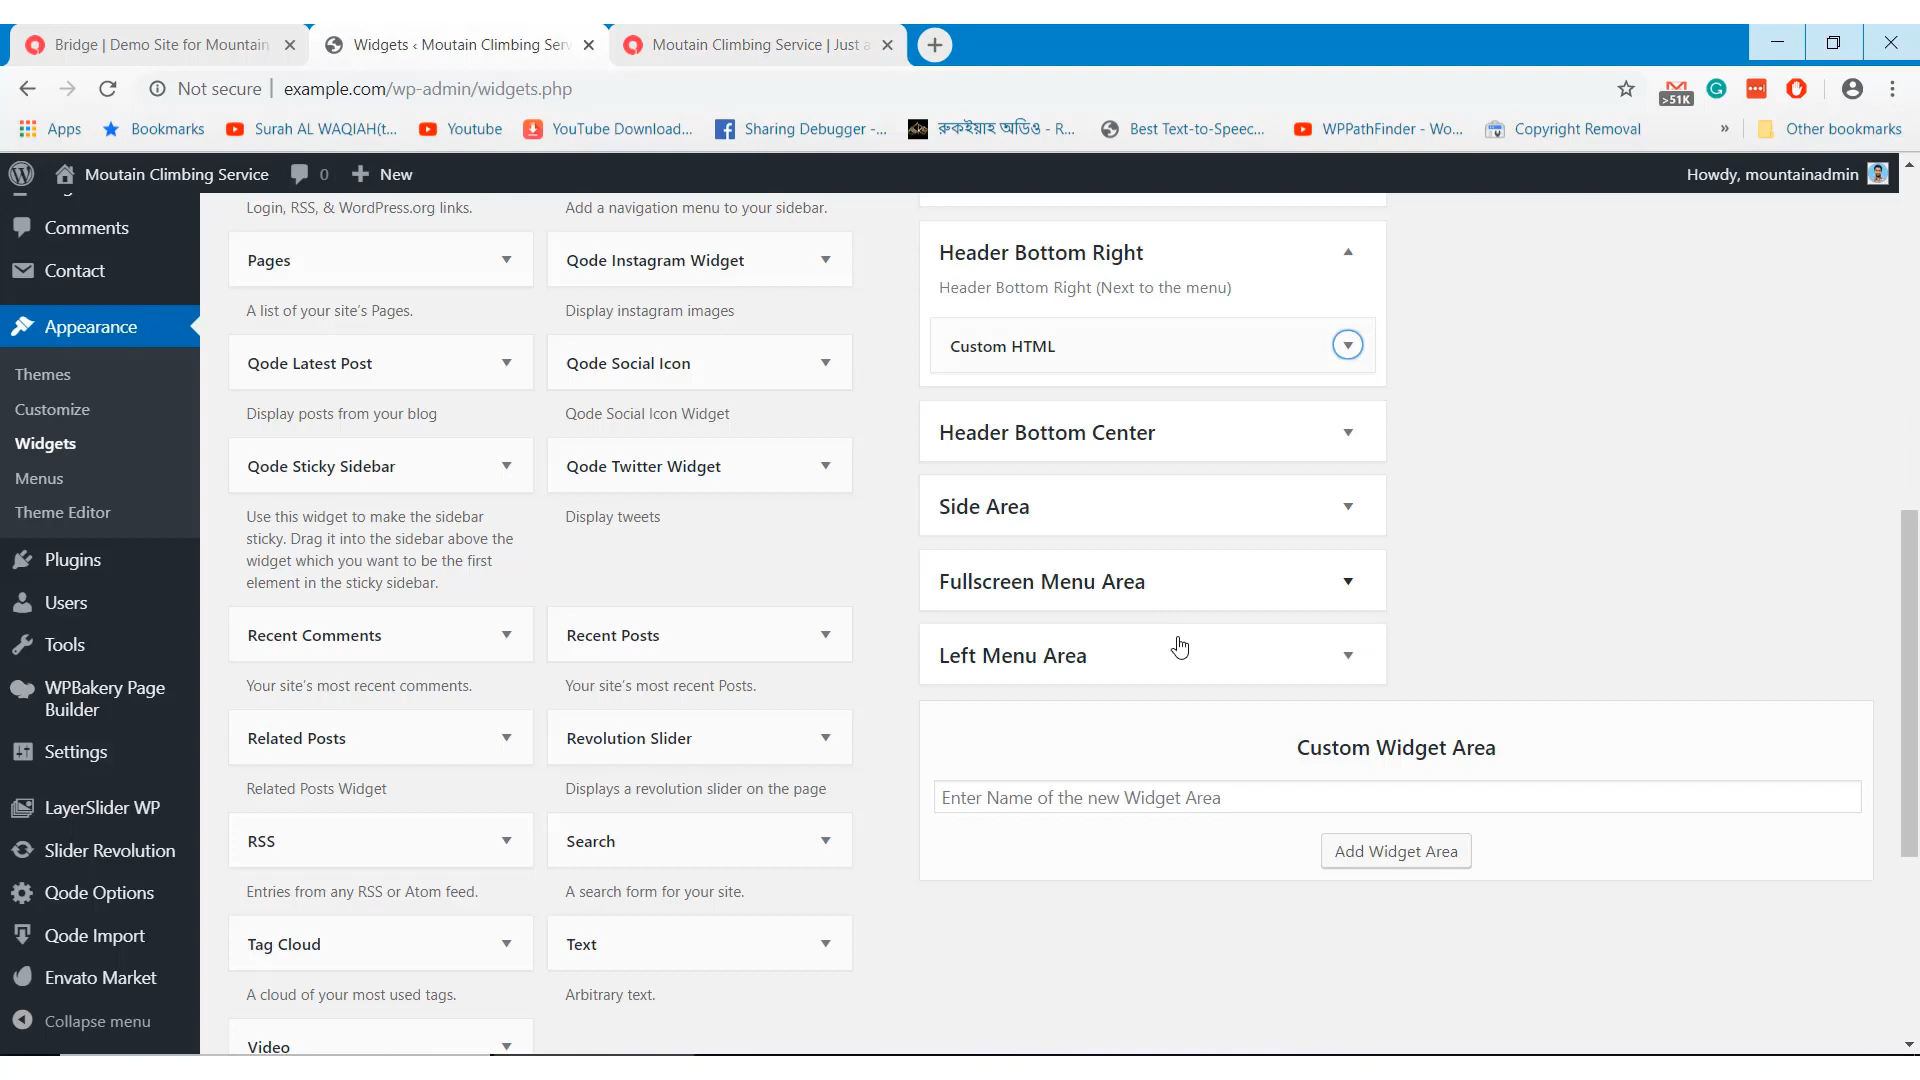 Bridge | Demo Site for Mountain
Widgets ‹ Moutain Climbing Serv
Moutain Climbing Service | Just a
Not secure
example.com/wp-admin/widgets.php
>51K
Apps
Bookmarks
Surah AL WAQIAH(t...
Youtube
YouTube Download...
Sharing Debugger -...
রুকইয়াহ অডিও - R...
Best Text-to-Speec...
WPPathFinder - Wo...
Copyright Removal
»
Other bookmarks
Moutain Climbing Service
0
New
Howdy, mountainadmin
Comments
Contact
Appearance
Themes
Customize
Widgets
Menus
Theme Editor
Plugins
Users
Tools
WPBakery Page
Builder
Settings
LayerSlider WP
Slider Revolution
Qode Options
Qode Import
Envato Market
Collapse menu
Login, RSS, & WordPress.org links.
Add a navigation menu to your sidebar.
Pages
Qode Instagram Widget
A list of your site's Pages.
Display instagram images
Qode Latest Post
Qode Social Icon
Display posts from your blog
Qode Social Icon Widget
Qode Sticky Sidebar
Qode Twitter Widget
Use this widget to make the sidebar
sticky. Drag it into the sidebar above the
widget which you want to be the first
element in the sticky sidebar.
Display tweets
Recent Comments
Recent Posts
Your site's most recent comments.
Your site's most recent Posts.
Related Posts
Revolution Slider
Related Posts Widget
Displays a revolution slider on the page
RSS
Search
Entries from any RSS or Atom feed.
A search form for your site.
Tag Cloud
Text
A cloud of your most used tags.
Arbitrary text.
Video
Header Bottom Right
Header Bottom Right (Next to the menu)
Custom HTML
Header Bottom Center
Side Area
Fullscreen Menu Area
Left Menu Area
Custom Widget Area
Enter Name of the new Widget Area
Add Widget Area